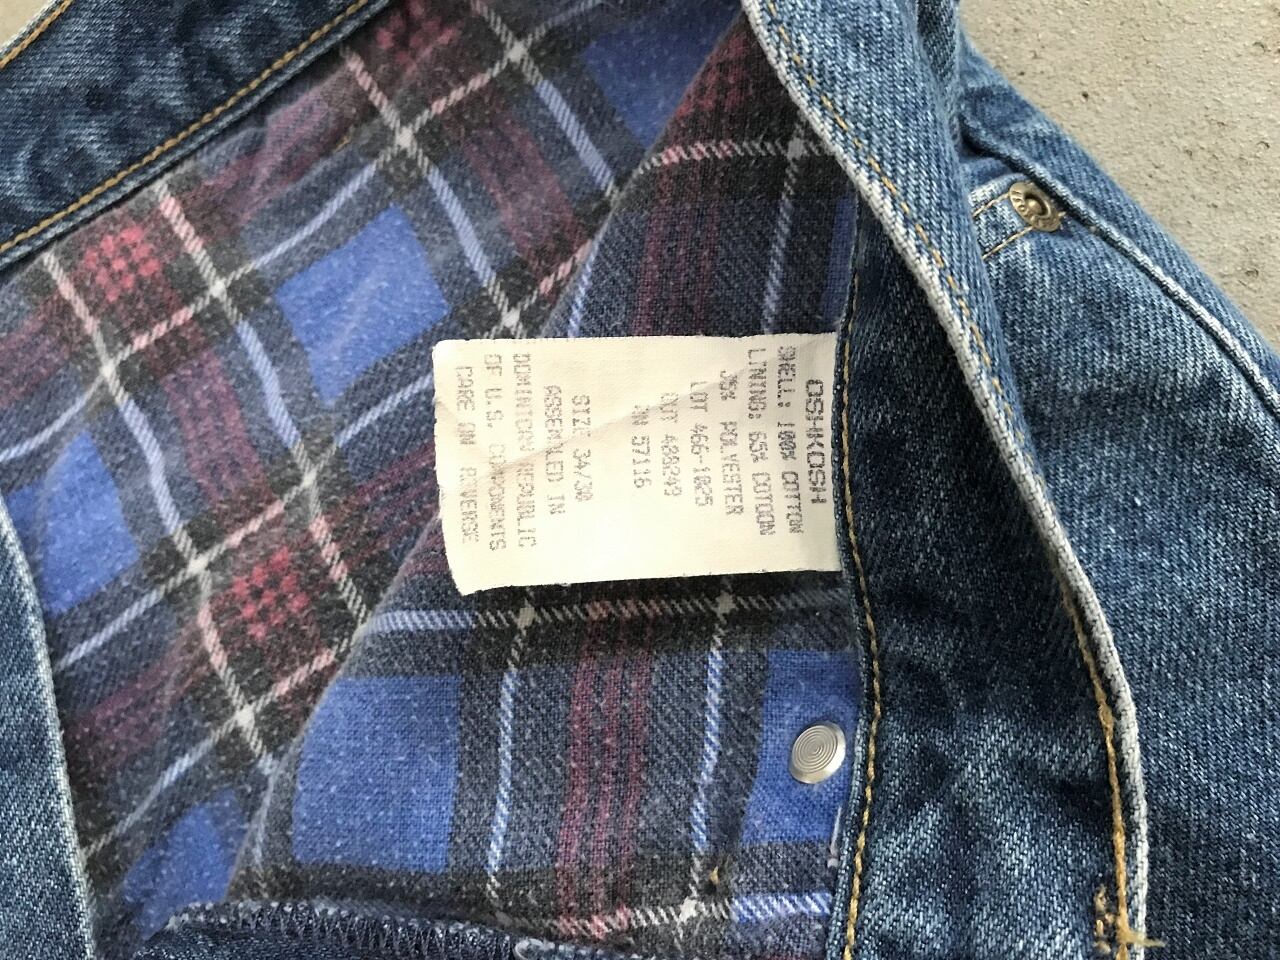 OSHKOSH
SHELL: 100% COTTON
LINING: 65% COTTON
35% POLYESTER
LOT 466-1025
CUT 488249
RN 57116
SIZE 34/30
ASSEMBLED IN
DOMINICAN REPUBLIC
OF U.S. COMPONENTS
CARE ON REVERSE